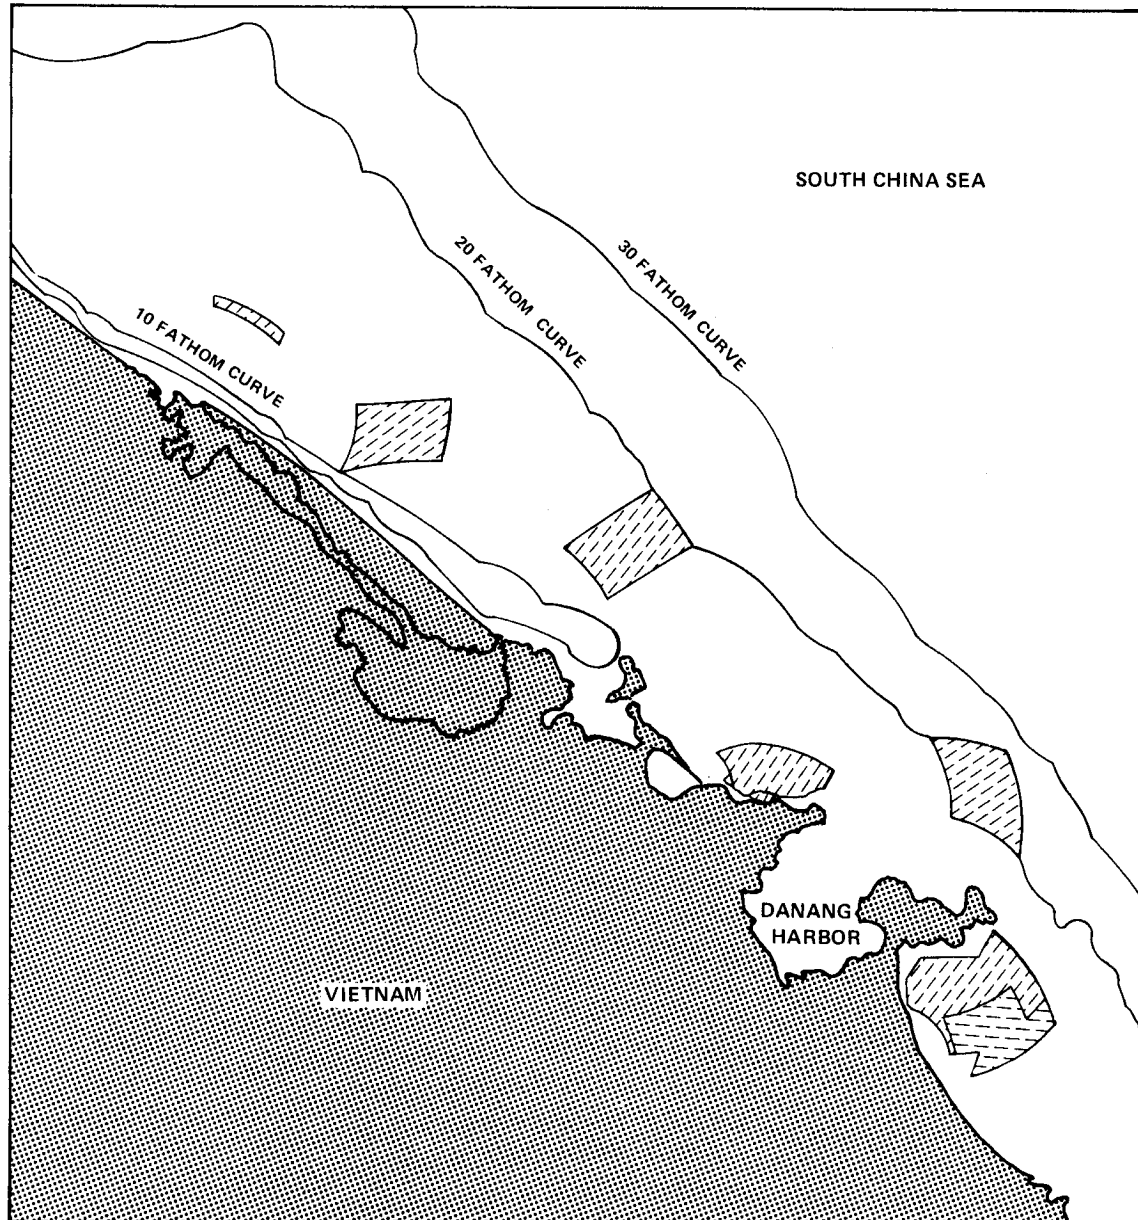 SOUTH CHINA SEA
30 FATHOM CURVE
20 FATHOM CURVE
10 FATHOM CURVE
DANANG
HARBOR
VIETNAM